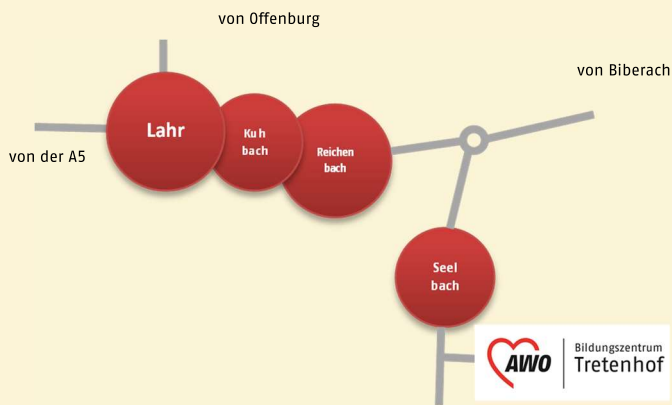 von Offenburg
von Biberach
Lahr
Kuh
bach
Reichen
bach
von der A5
Seel
bach
AWO
Bildungszentrum
Tretenhof